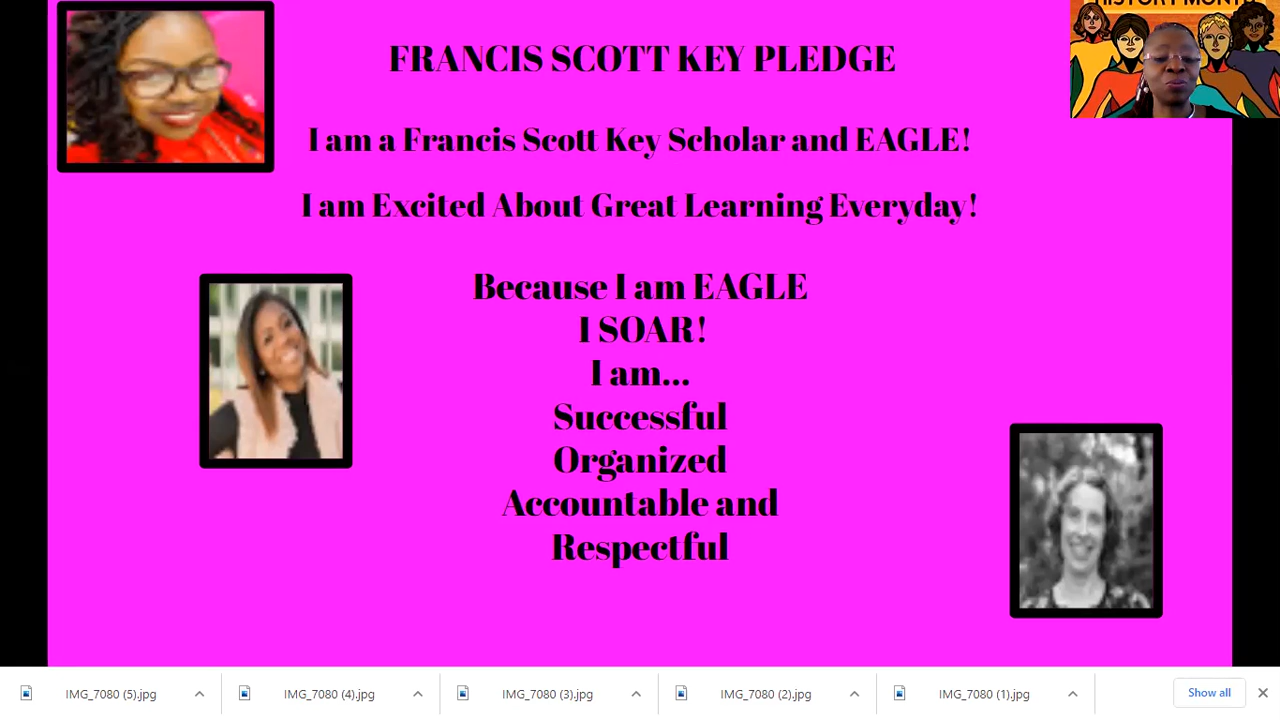 HISTORY MONTH
FRANCIS SCOTT KEY PLEDGE
I am a Francis Scott Key Scholar and EAGLE!
I am Excited About Great Learning Everyday!
Because I am EAGLE
I SOAR!
I am...
Successful
Organized
Accountable and
Respectful
IMG_7080 (5).jpg
IMG_7080 (4).jpg
IMG_7080 (3).jpg
IMG_7080 (2).jpg
IMG_7080 (1).jpg
Show all